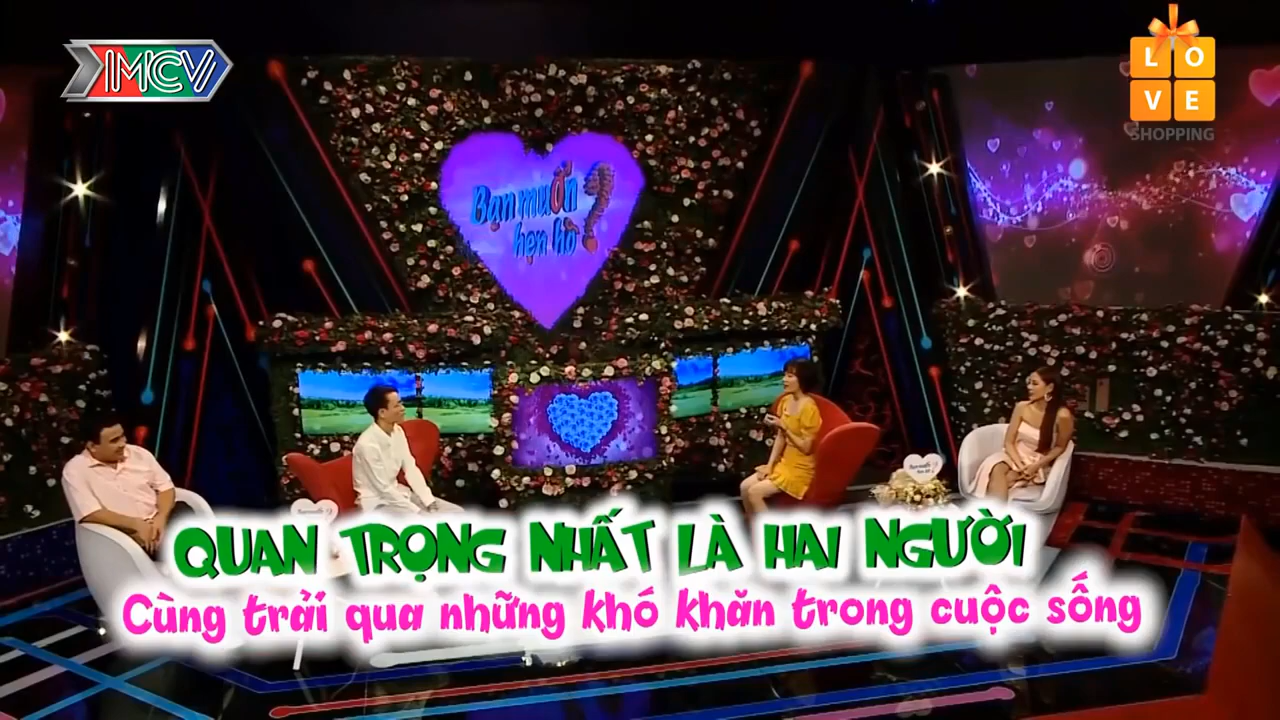 MCV
LO
VE
SHOPPING
Bạn muốn
hẹn hò ?
QUAN TRỌNG NHẤT LÀ HAI NGƯỜI
Cùng trải qua những khó khăn trong cuộc sống